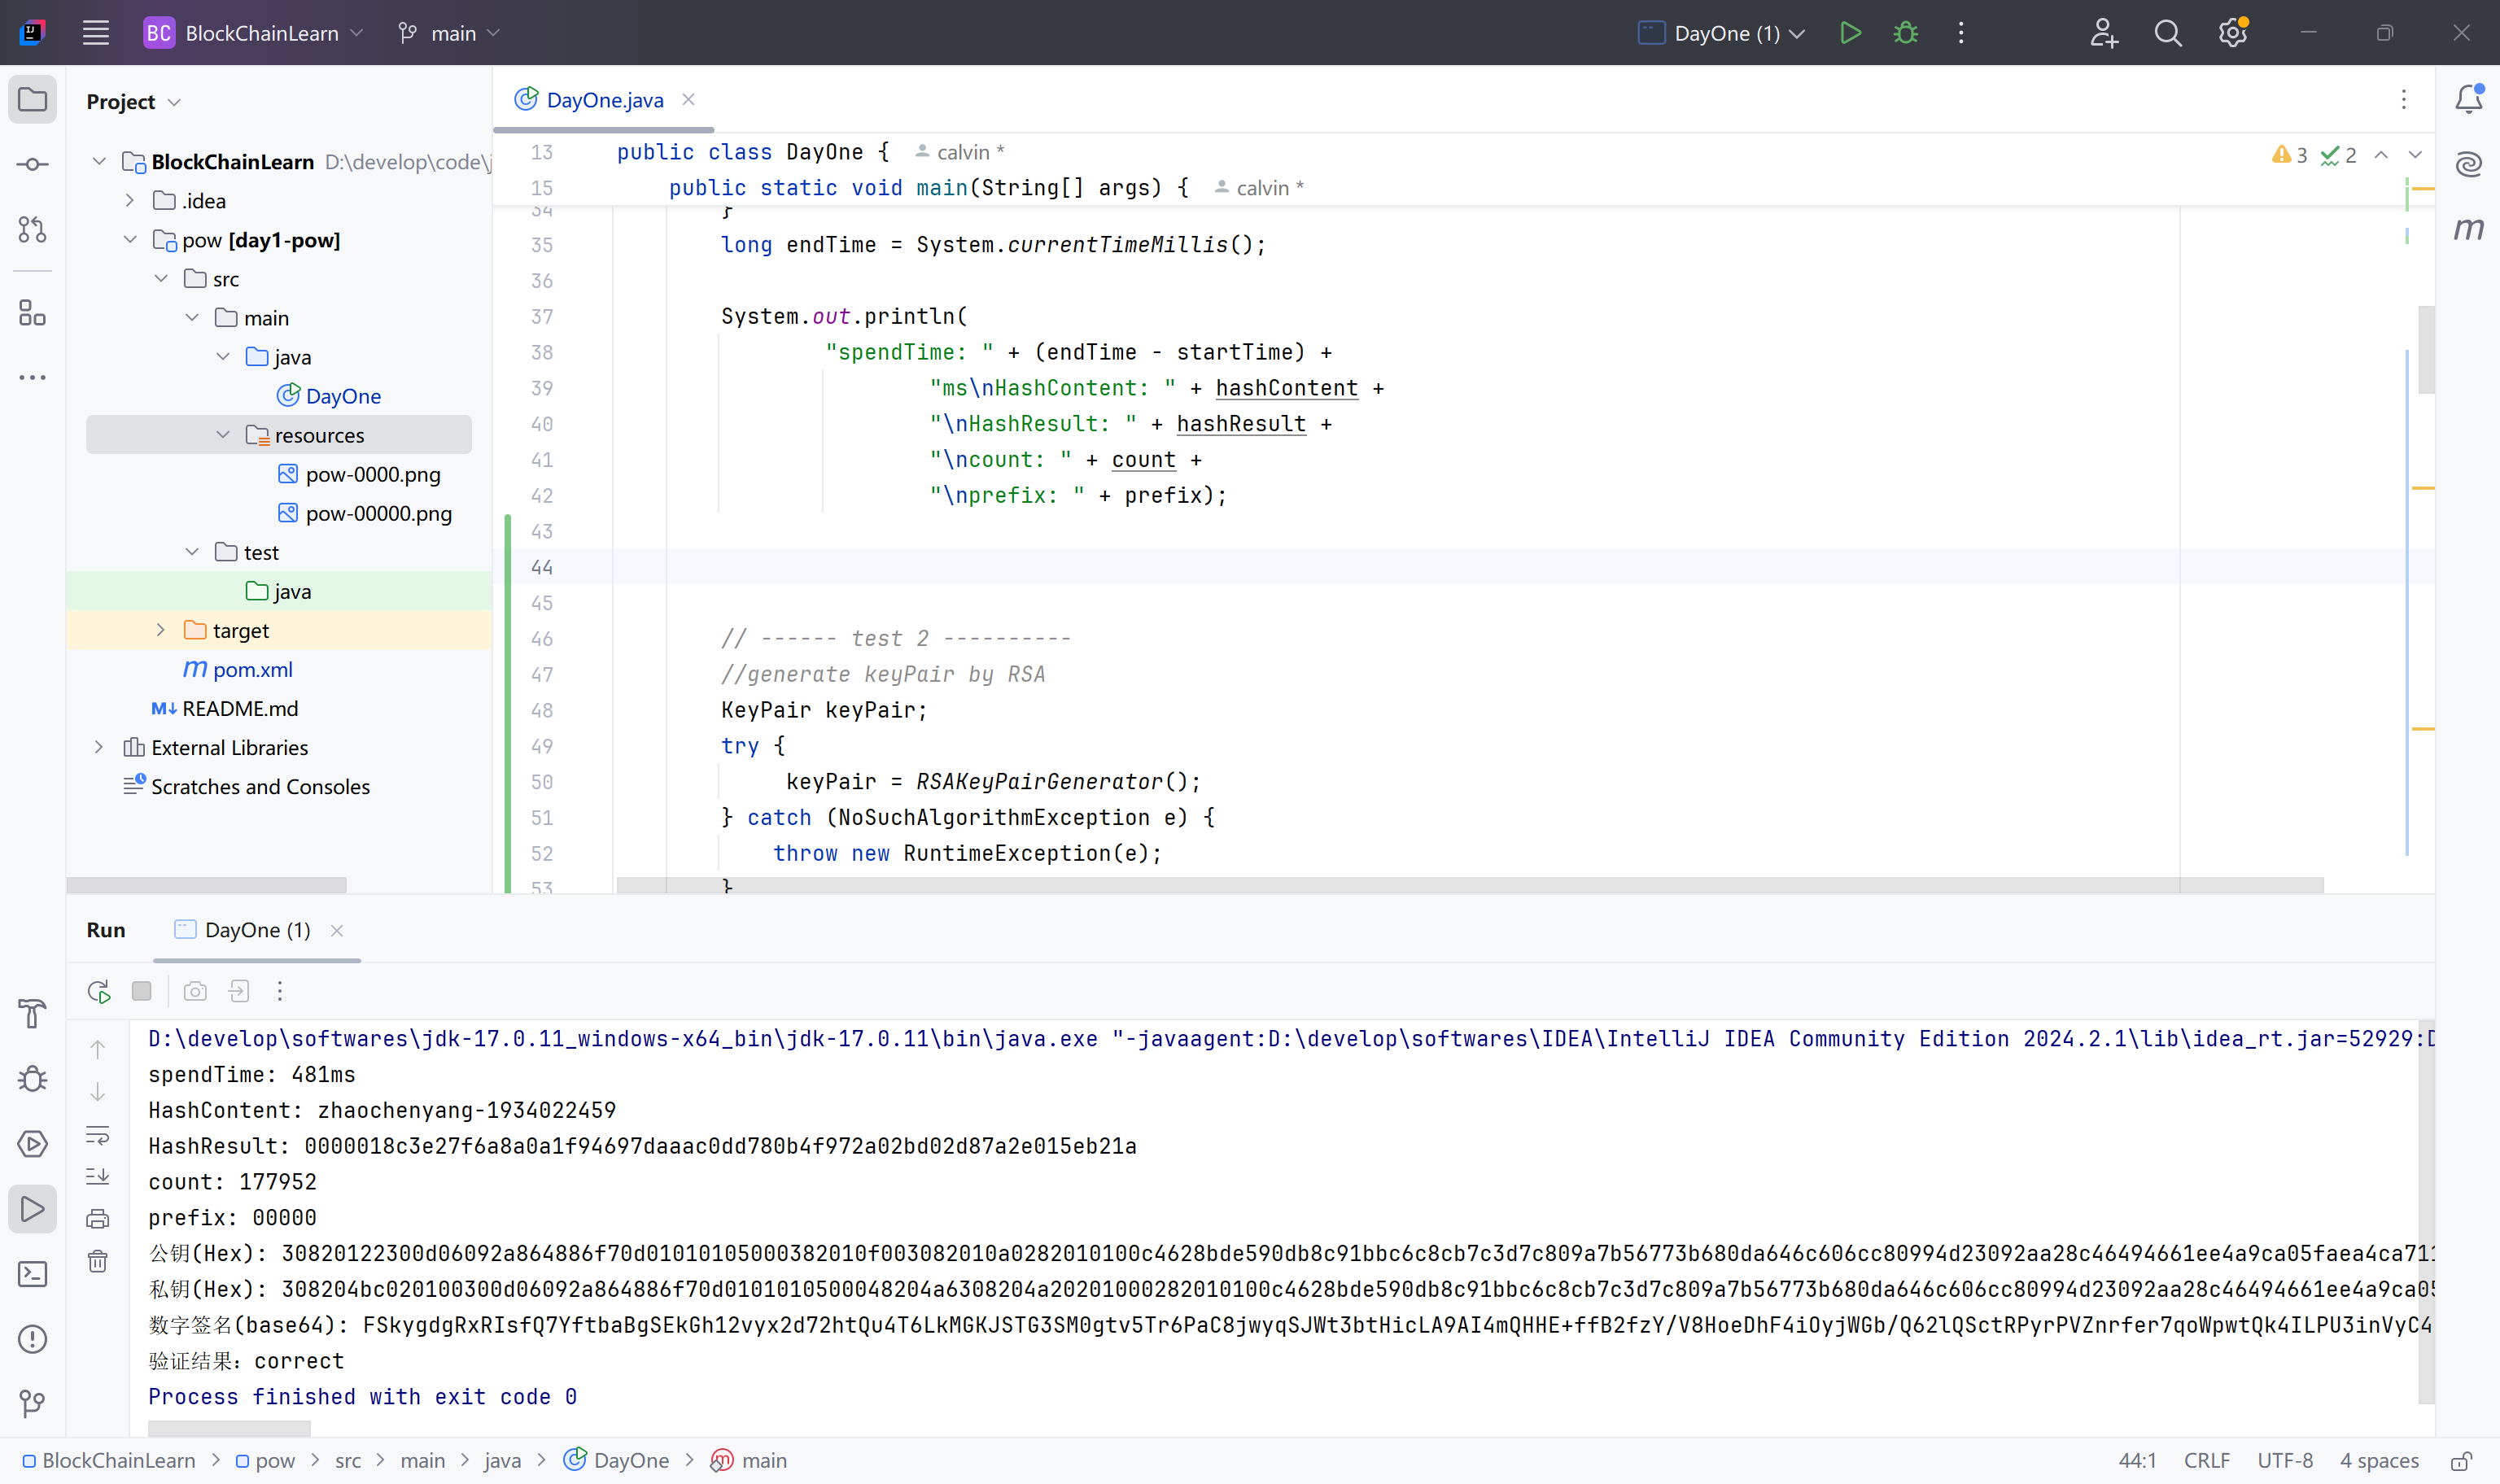 BC BlockChainLearn main DayOne (1)
Project
BlockChainLearn D:\develop\code\j
.idea
pow [day1-pow]
src
main
java
DayOne
resources
pow-0000.png
pow-00000.png
test
java
target
pom.xml
README.md
External Libraries
Scratches and Consoles
DayOne.java
13 public class DayOne { calvin *
15 public static void main(String[] args) { calvin *
3 2
34 }
35 long endTime = System.currentTimeMillis();
36
37 System.out.println(
38 "spendTime: " + (endTime - startTime) +
39 "ms\nHashContent: " + hashContent +
40 "\nHashResult: " + hashResult +
41 "\ncount: " + count +
42 "\nprefix: " + prefix);
43
44
45
46 // ------ test 2 ----------
47 //generate keyPair by RSA
48 KeyPair keyPair;
49 try {
50 keyPair = RSAKeyPairGenerator();
51 } catch (NoSuchAlgorithmException e) {
52 throw new RuntimeException(e);
53 }
Run DayOne (1)
D:\develop\softwares\jdk-17.0.11_windows-x64_bin\jdk-17.0.11\bin\java.exe "-javaagent:D:\develop\softwares\IDEA\IntelliJ IDEA Community Edition 2024.2.1\lib\idea_rt.jar=52929:D
spendTime: 481ms
HashContent: zhaochenyang-1934022459
HashResult: 0000018c3e27f6a8a0a1f94697daaac0dd780b4f972a02bd02d87a2e015eb21a
count: 177952
prefix: 00000
公钥(Hex): 30820122300d06092a864886f70d01010105000382010f003082010a0282010100c4628bde590db8c91bbc6c8cb7c3d7c809a7b56773b680da646c606cc80994d23092aa28c46494661ee4a9ca05faea4ca711
私钥(Hex): 308204bc020100300d06092a864886f70d0101010500048204a6308204a20201000282010100c4628bde590db8c91bbc6c8cb7c3d7c809a7b56773b680da646c606cc80994d23092aa28c46494661ee4a9ca05
数字签名(base64): FSkygdgRxRIsfQ7YftbaBgSEkGh12vyx2d72htQu4T6LkMGKJSTG3SM0gtv5Tr6PaC8jwyqSJWt3btHicLA9AI4mQHHE+ffB2fzY/V8HoeDhF4iOyjWGb/Q62lQSctRPyrPVZnrfer7qoWpwtQk4ILPU3inVyC4
验证结果：correct
Process finished with exit code 0
BlockChainLearn > pow > src > main > java > DayOne > main
44:1 CRLF UTF-8 4 spaces